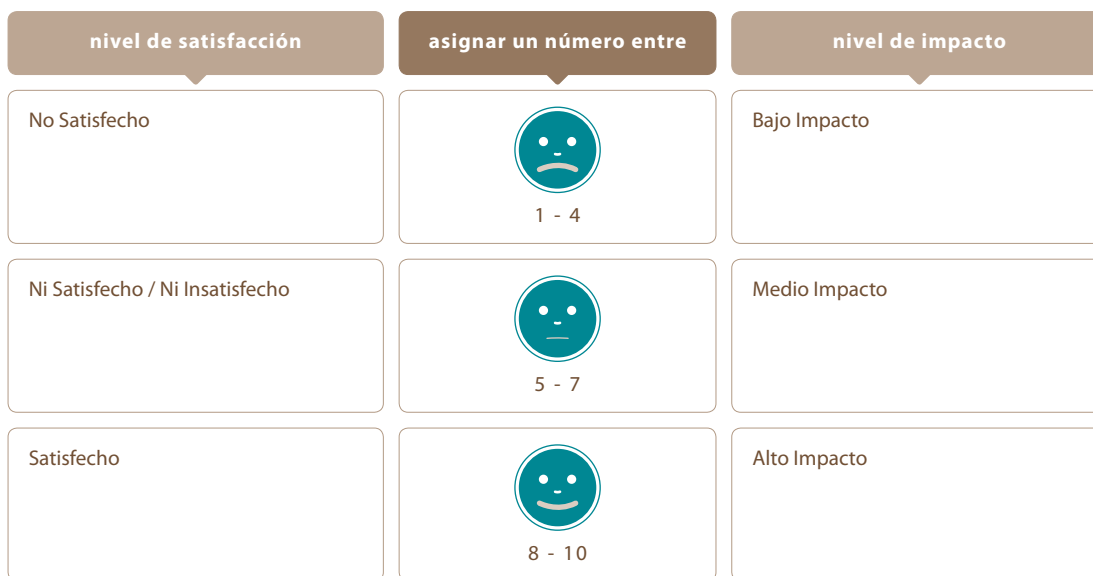 nivel de satisfacción
asignar un número entre
nivel de impacto
No Satisfecho
1 - 4
Bajo Impacto
Ni Satisfecho / Ni Insatisfecho
5 - 7
Medio Impacto
Satisfecho
8 - 10
Alto Impacto